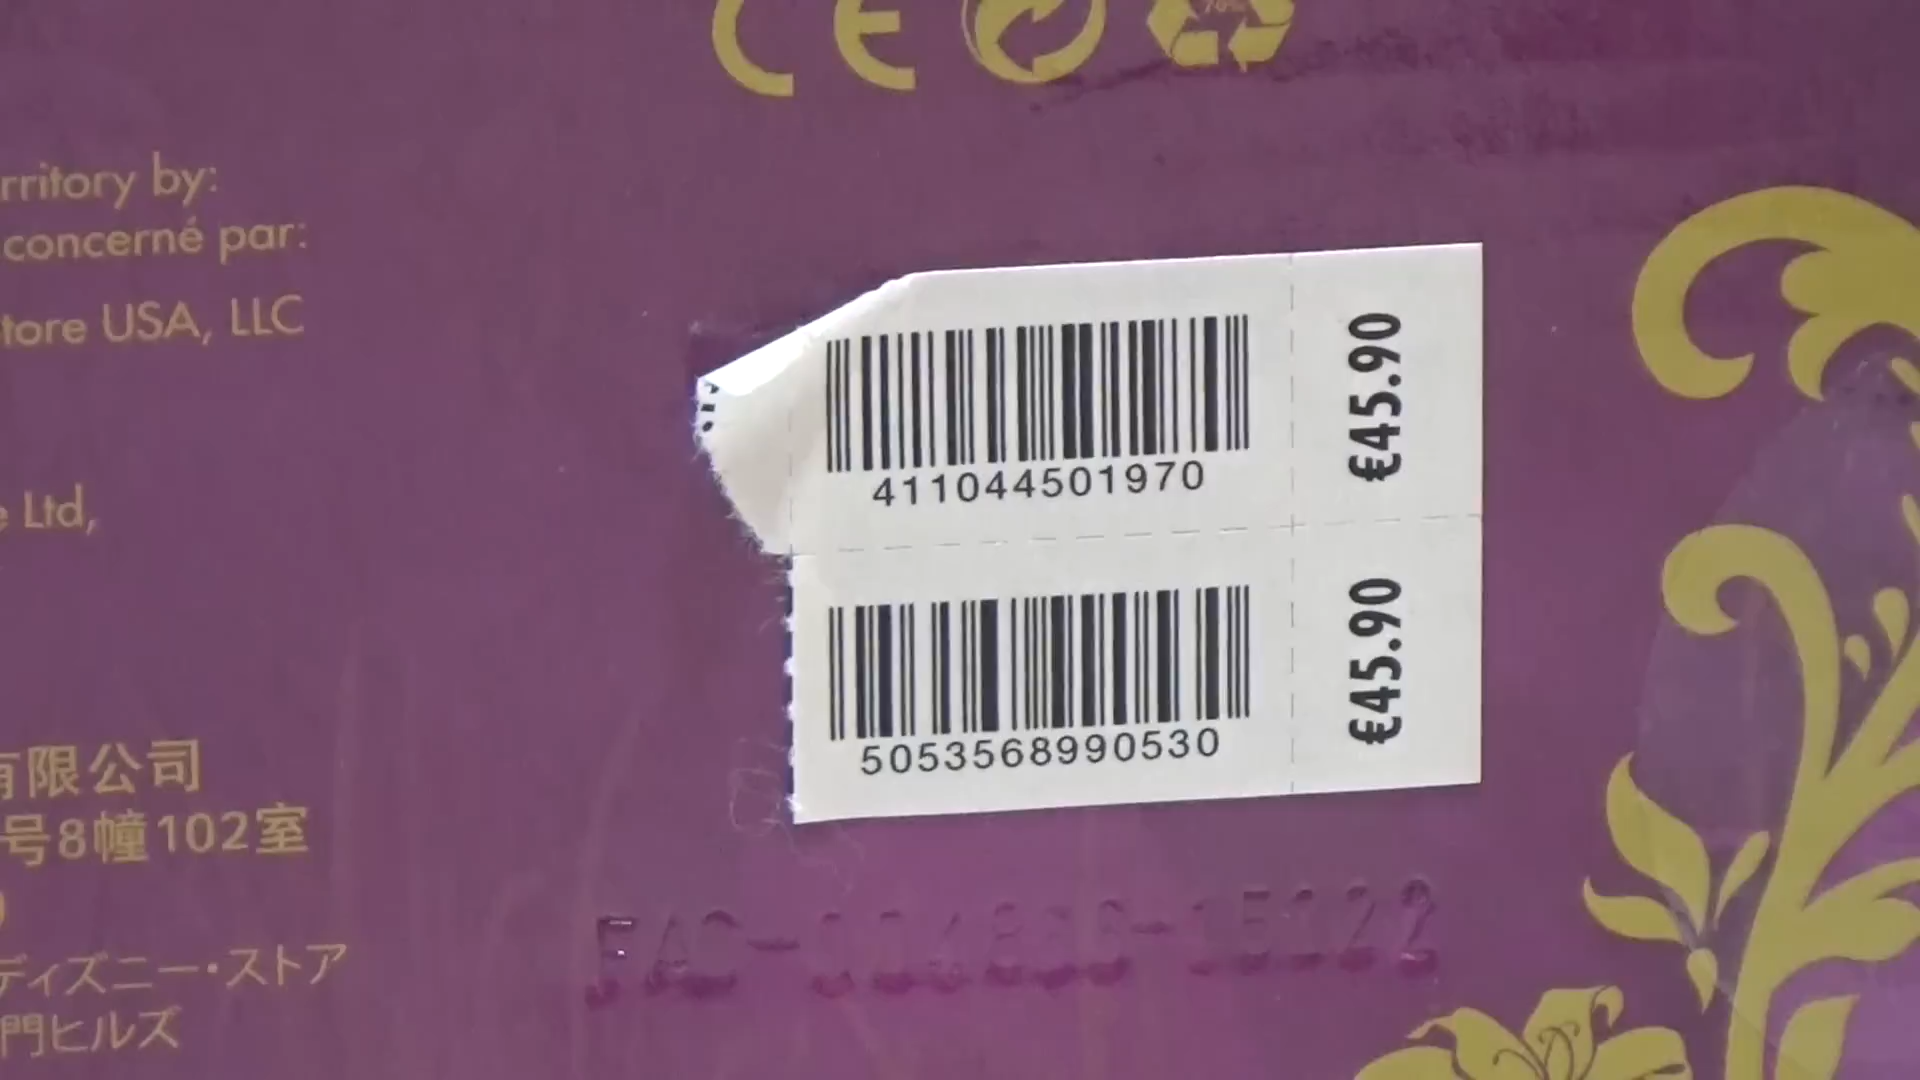 CE
rritory by:
concerné par:
tore USA, LLC
e Ltd,
有限公司
号8幢102室
)
ディズニー・ストア
門ヒルズ
411044501970
€45.90
5053568990530
€45.90